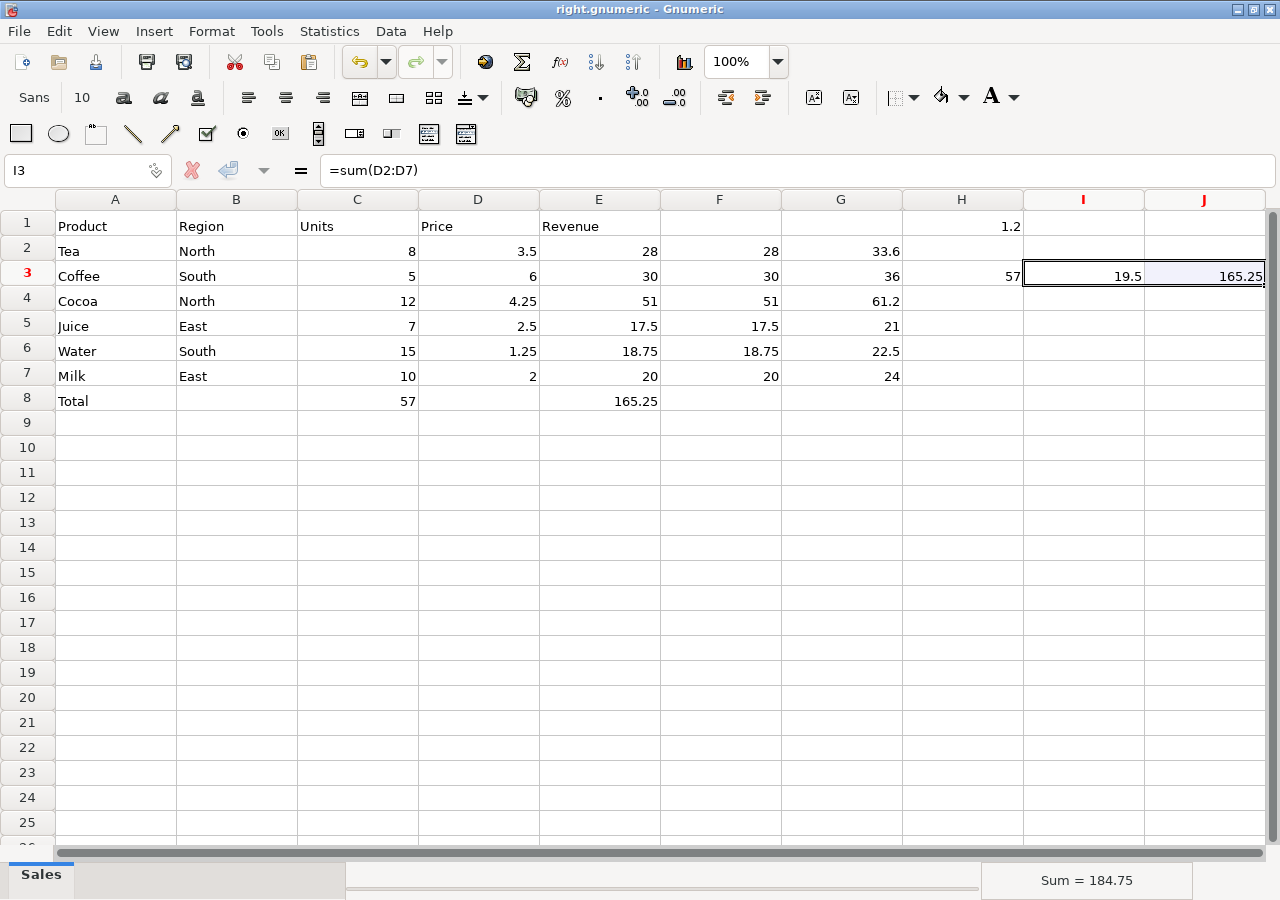 right.gnumeric - Gnumeric
File Edit View Insert Format Tools Statistics Data Help
f(x) 100%
Sans 10 a a a .00 .00
OK
I3 =sum(D2:D7)
A B C D E F G H I J
1 Product Region Units Price Revenue 1.2
2 Tea North 8 3.5 28 28 33.6
3 Coffee South 5 6 30 30 36 57 19.5 165.25
4 Cocoa North 12 4.25 51 51 61.2
5 Juice East 7 2.5 17.5 17.5 21
6 Water South 15 1.25 18.75 18.75 22.5
7 Milk East 10 2 20 20 24
8 Total 57 165.25
9
10
11
12
13
14
15
16
17
18
19
20
21
22
23
24
25
Sales Sum = 184.75